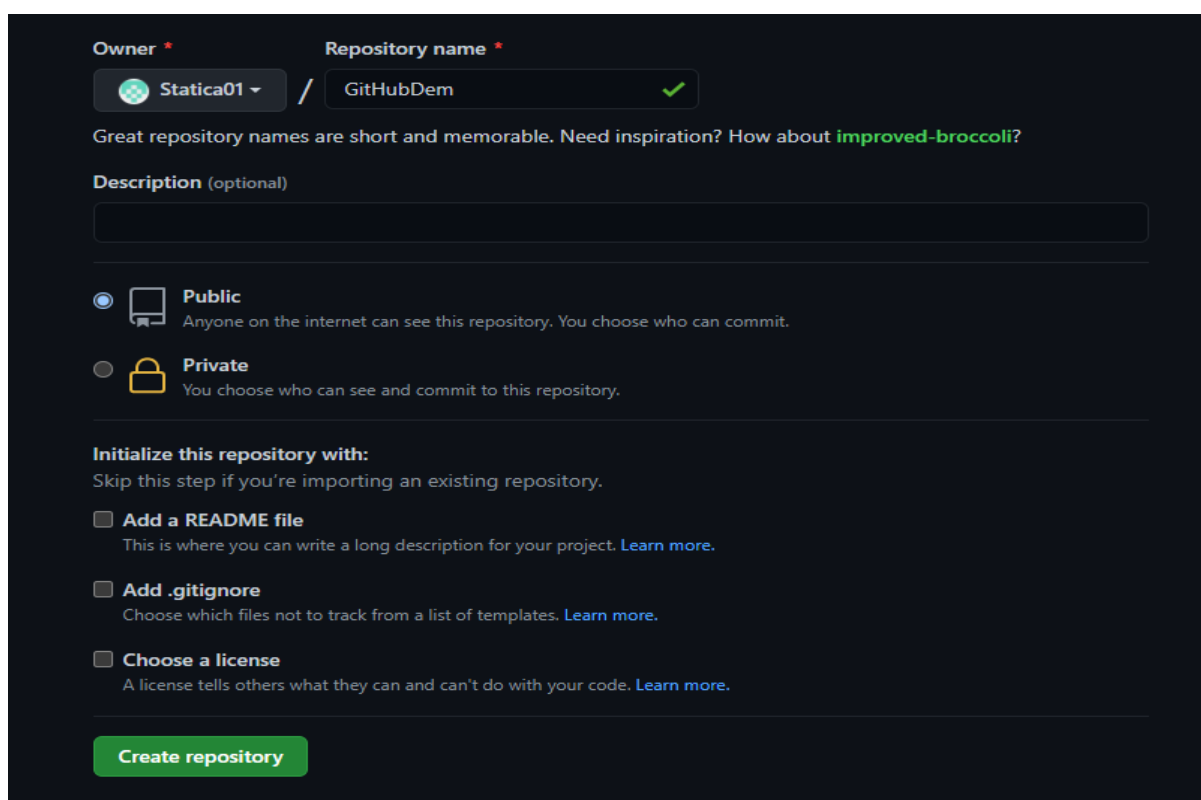 Owner * Repository name *
Statica01 / GitHubDem
Great repository names are short and memorable. Need inspiration? How about improved-broccoli?
Description (optional)
Public
Anyone on the internet can see this repository. You choose who can commit.
Private
You choose who can see and commit to this repository.
Initialize this repository with:
Skip this step if you’re importing an existing repository.
Add a README file
This is where you can write a long description for your project. Learn more.
Add .gitignore
Choose which files not to track from a list of templates. Learn more.
Choose a license
A license tells others what they can and can't do with your code. Learn more.
Create repository